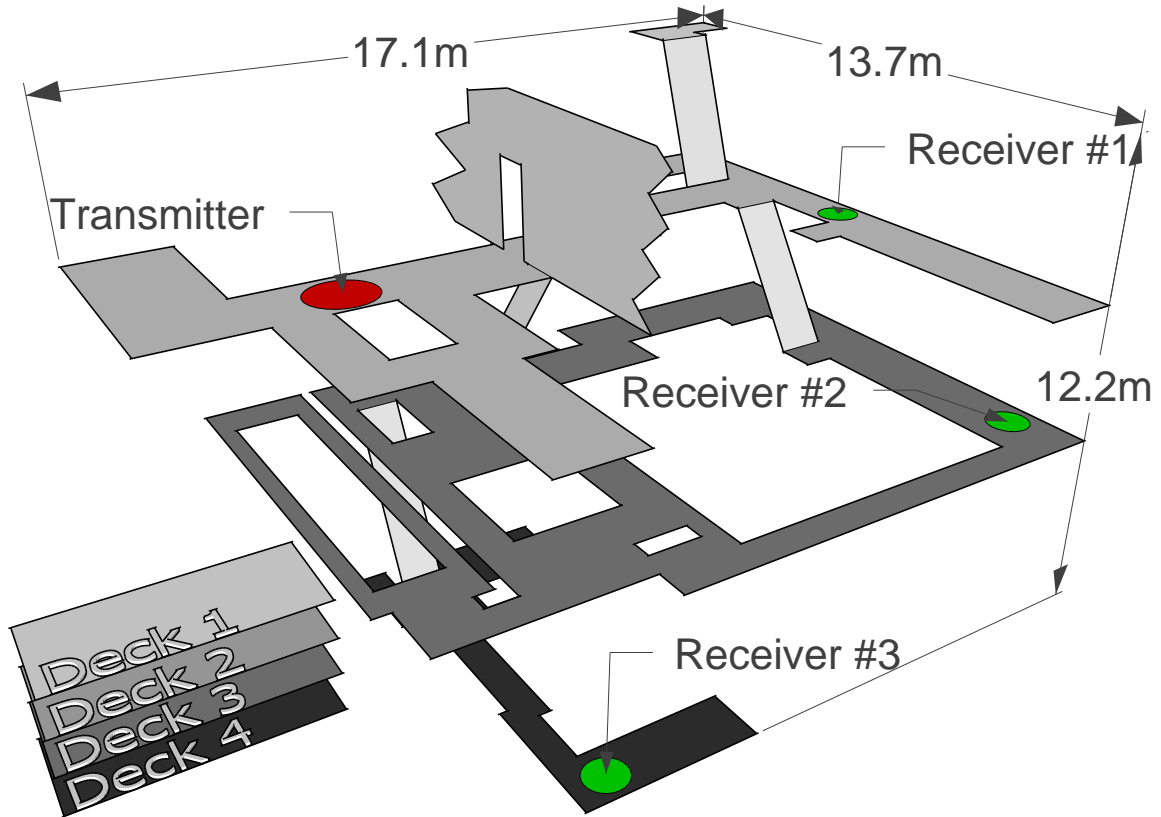 17.1m
13.7m
Receiver #1
Transmitter
Receiver #2
12.2m
Deck 1
Deck 2
Deck 3
Deck 4
Receiver #3